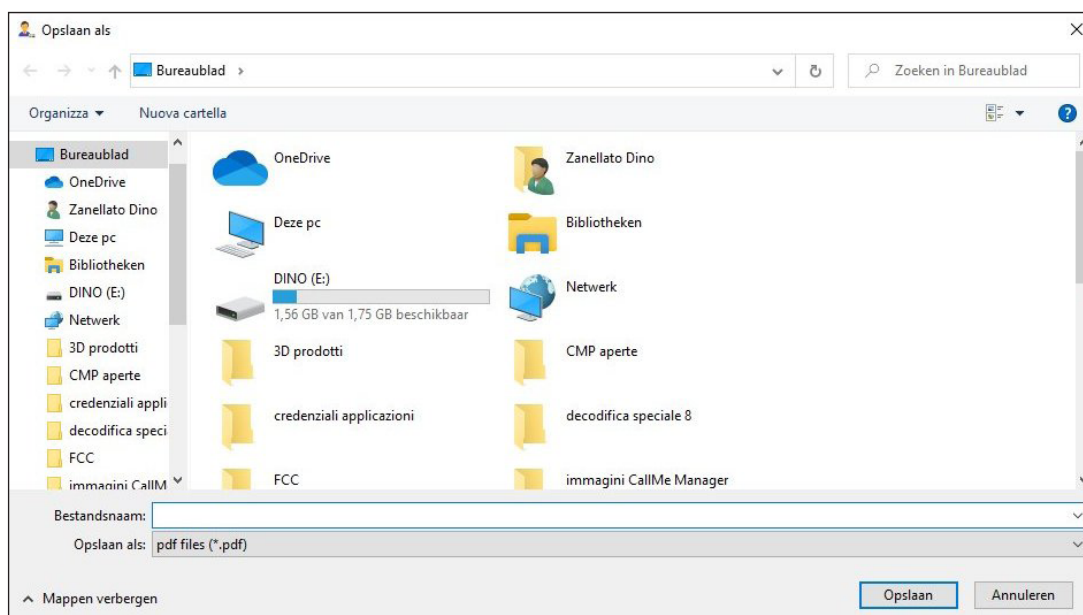 Opslaan als
Bureaublad
Zoeken in Bureaublad
Organizza
Nuova cartella
?
Bureaublad
OneDrive
Zanellato Dino
Deze pc
Bibliotheken
DINO (E:)
Netwerk
3D prodotti
CMP aperte
credenziali appli
decodifica speci
FCC
immagini CallM
OneDrive
Zanellato Dino
Deze pc
Bibliotheken
DINO (E:)
1,56 GB van 1,75 GB beschikbaar
Netwerk
3D prodotti
CMP aperte
credenziali applicazioni
decodifica speciale 8
FCC
immagini CallMe Manager
Bestandsnaam:
Opslaan als: pdf files (*.pdf)
Mappen verbergen
Opslaan
Annuleren